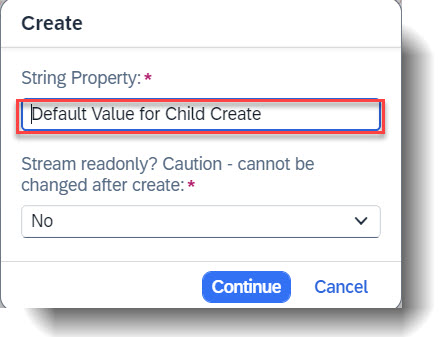 Create
String Property:*
Default Value for Child Create
Stream readonly? Caution - cannot be
changed after create:*
No
Continue Cancel